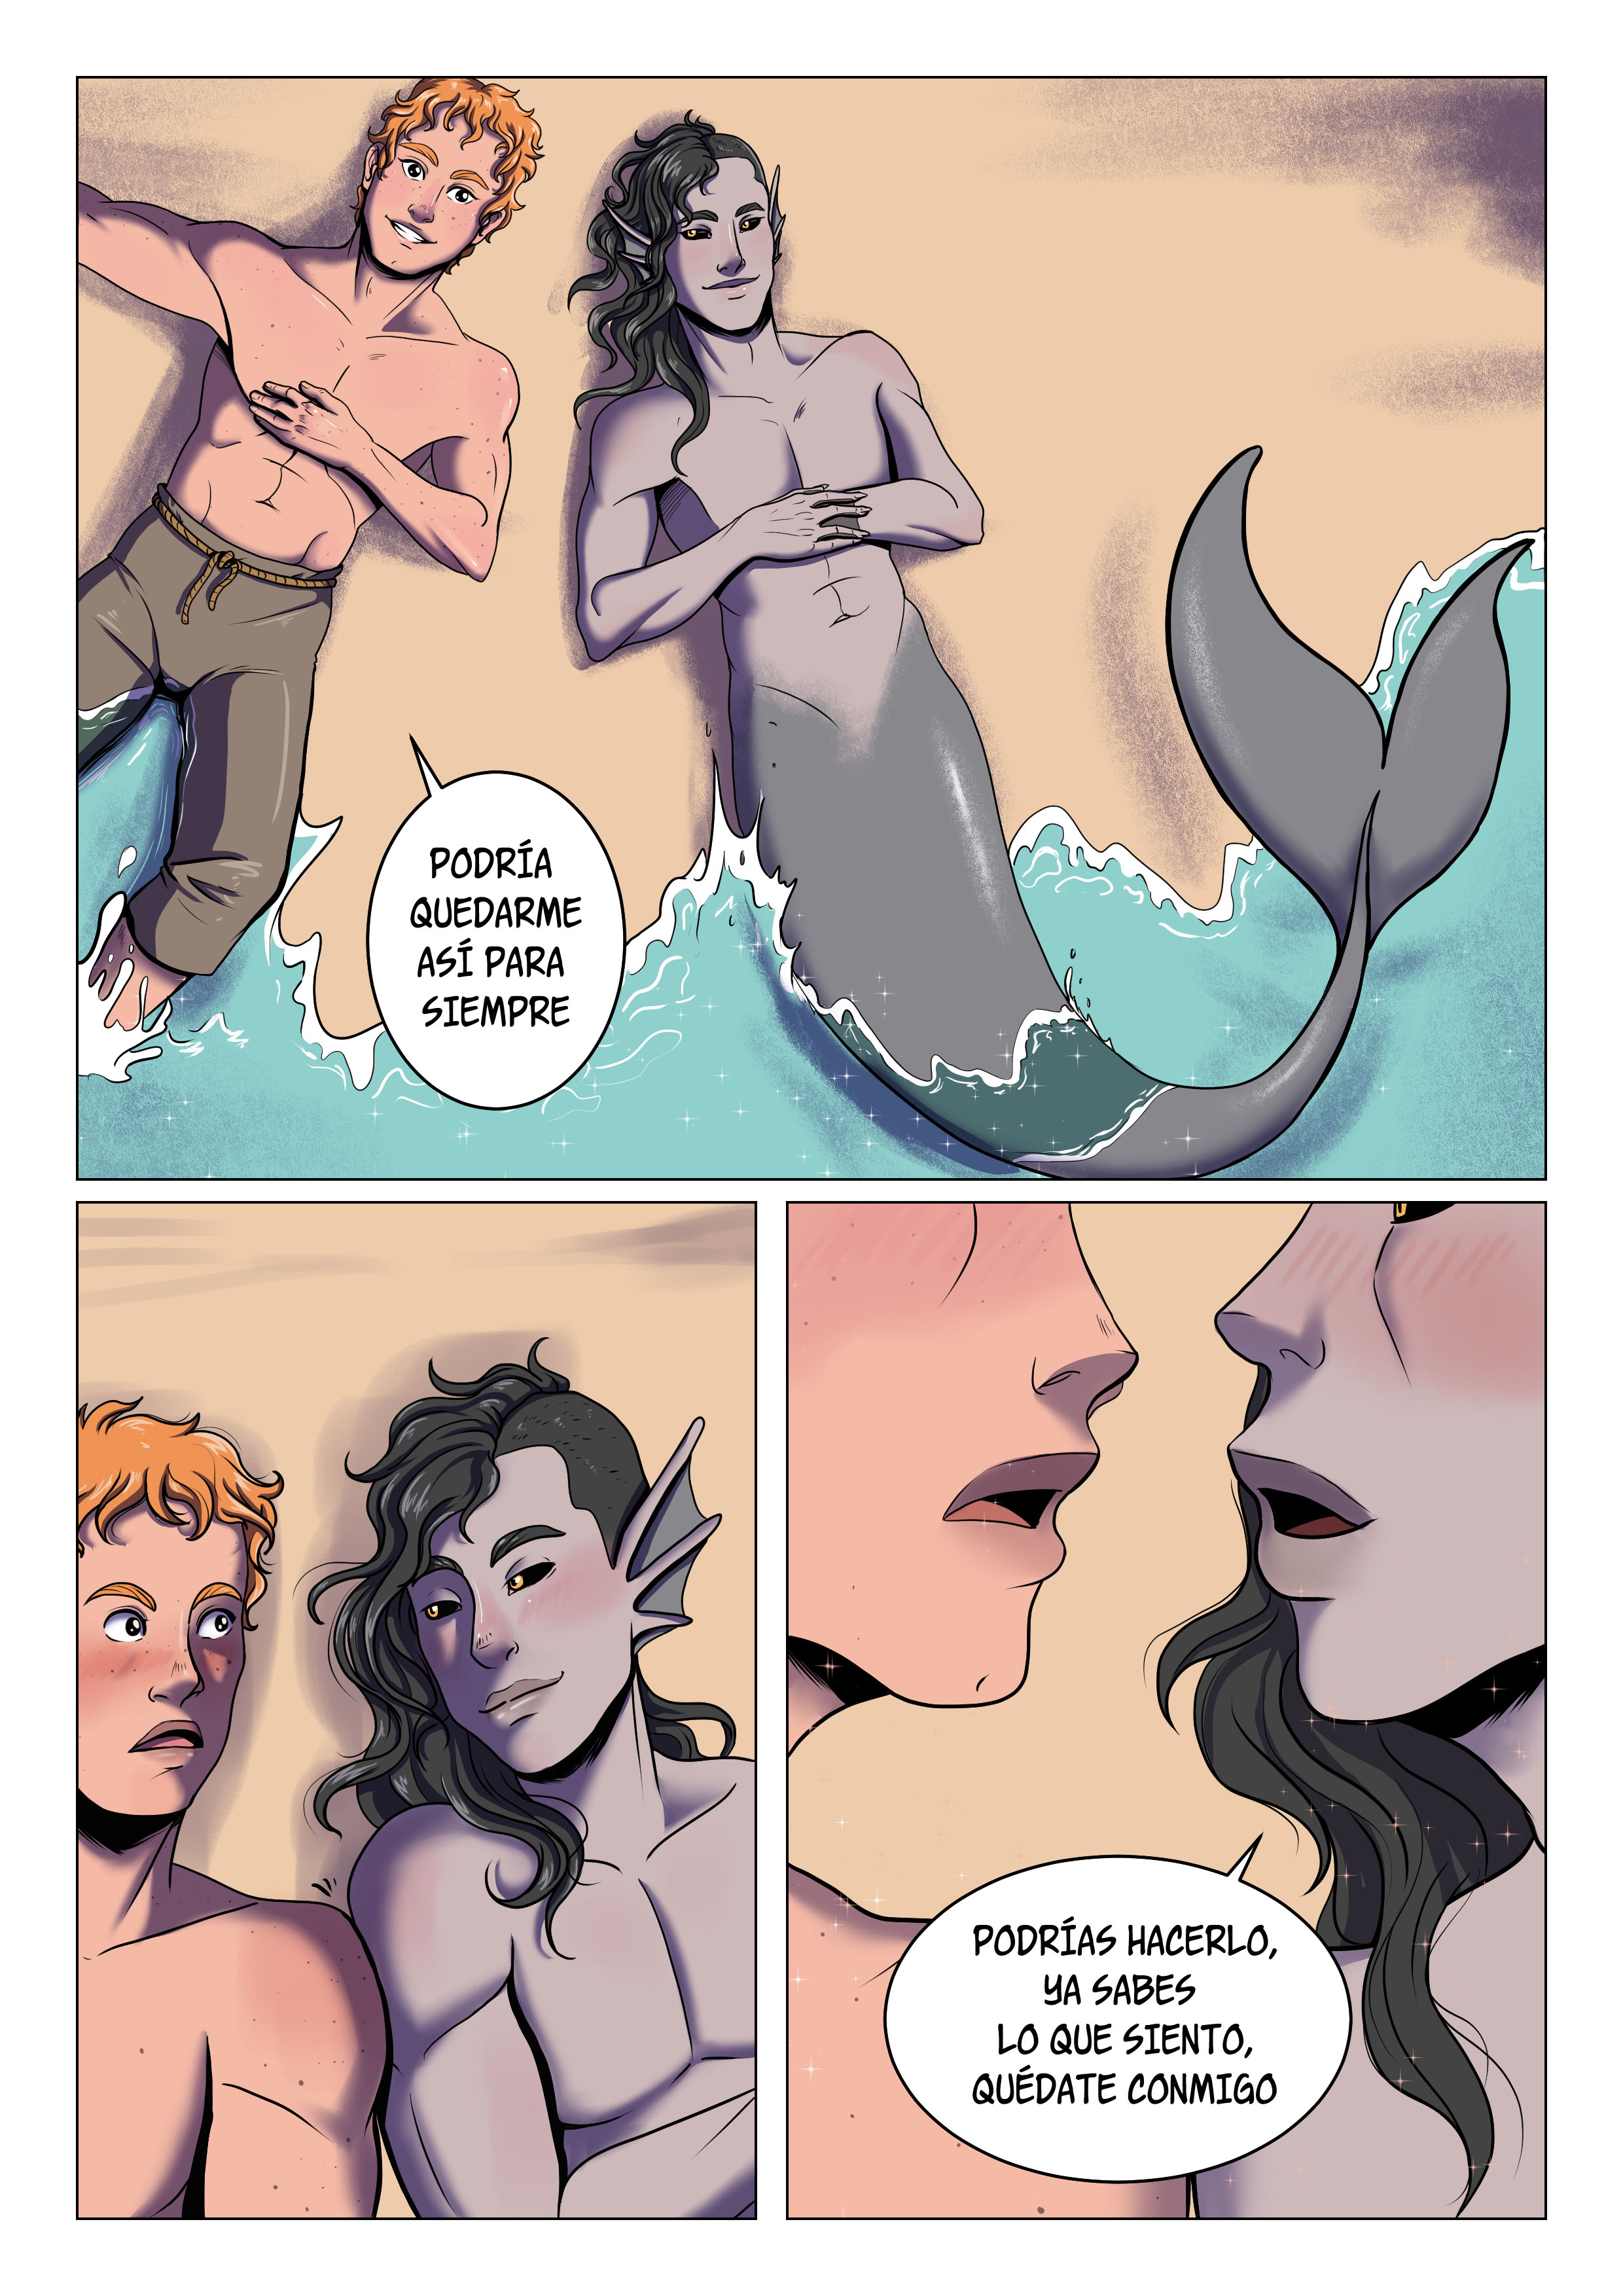 PODRÍA
QUEDARME
ASÍ PARA
SIEMPRE
PODRÍAS HACERLO,
YA SABES
LO QUE SIENTO,
QUÉDATE CONMIGO